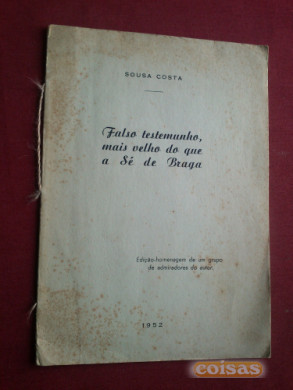 SOUSA COSTA
Falso testemunho,
mais velho do que
a Sé de Braga
Edição-homenagem de um grupo
de admiradores do autor.
1952
coisas